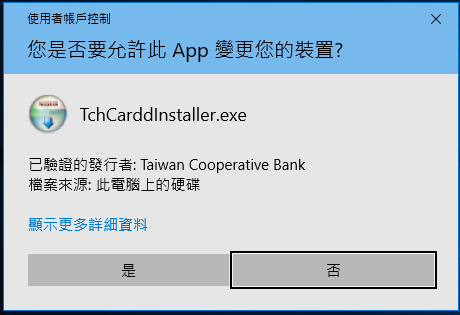 使用者帳戶控制
您是否要允許此 App 變更您的裝置?
TchCarddInstaller.exe
已驗證的發行者: Taiwan Cooperative Bank
檔案來源: 此電腦上的硬碟
顯示更多詳細資料
是
否